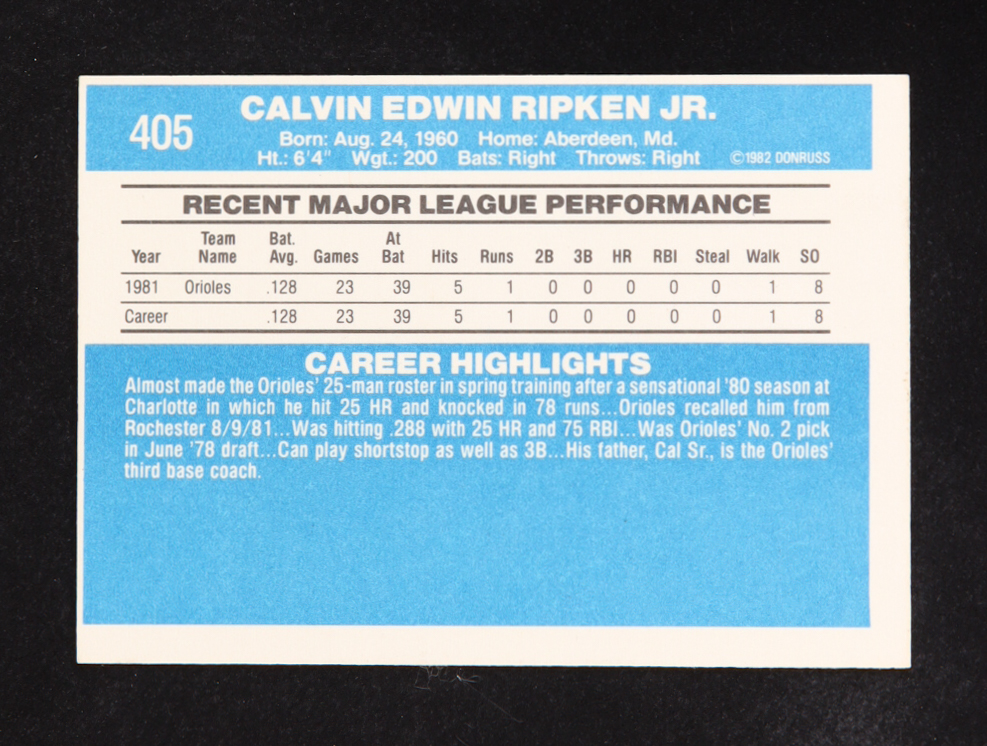 405
CALVIN EDWIN RIPKEN JR.
Born: Aug. 24, 1960 Home: Aberdeen, Md.
Ht.: 6'4" Wgt.: 200 Bats: Right Throws: Right ©1982 DONRUSS
RECENT MAJOR LEAGUE PERFORMANCE
Year Team Name Bat. Avg. Games At Bat Hits Runs 2B 3B HR RBI Steal Walk SO
1981 Orioles .128 23 39 5 1 0 0 0 0 0 1 8
Career .128 23 39 5 1 0 0 0 0 0 1 8
CAREER HIGHLIGHTS
Almost made the Orioles' 25-man roster in spring training after a sensational '80 season at
Charlotte in which he hit 25 HR and knocked in 78 runs...Orioles recalled him from
Rochester 8/9/81...Was hitting .288 with 25 HR and 75 RBI...Was Orioles' No. 2 pick
in June '78 draft...Can play shortstop as well as 3B...His father, Cal Sr., is the Orioles'
third base coach.